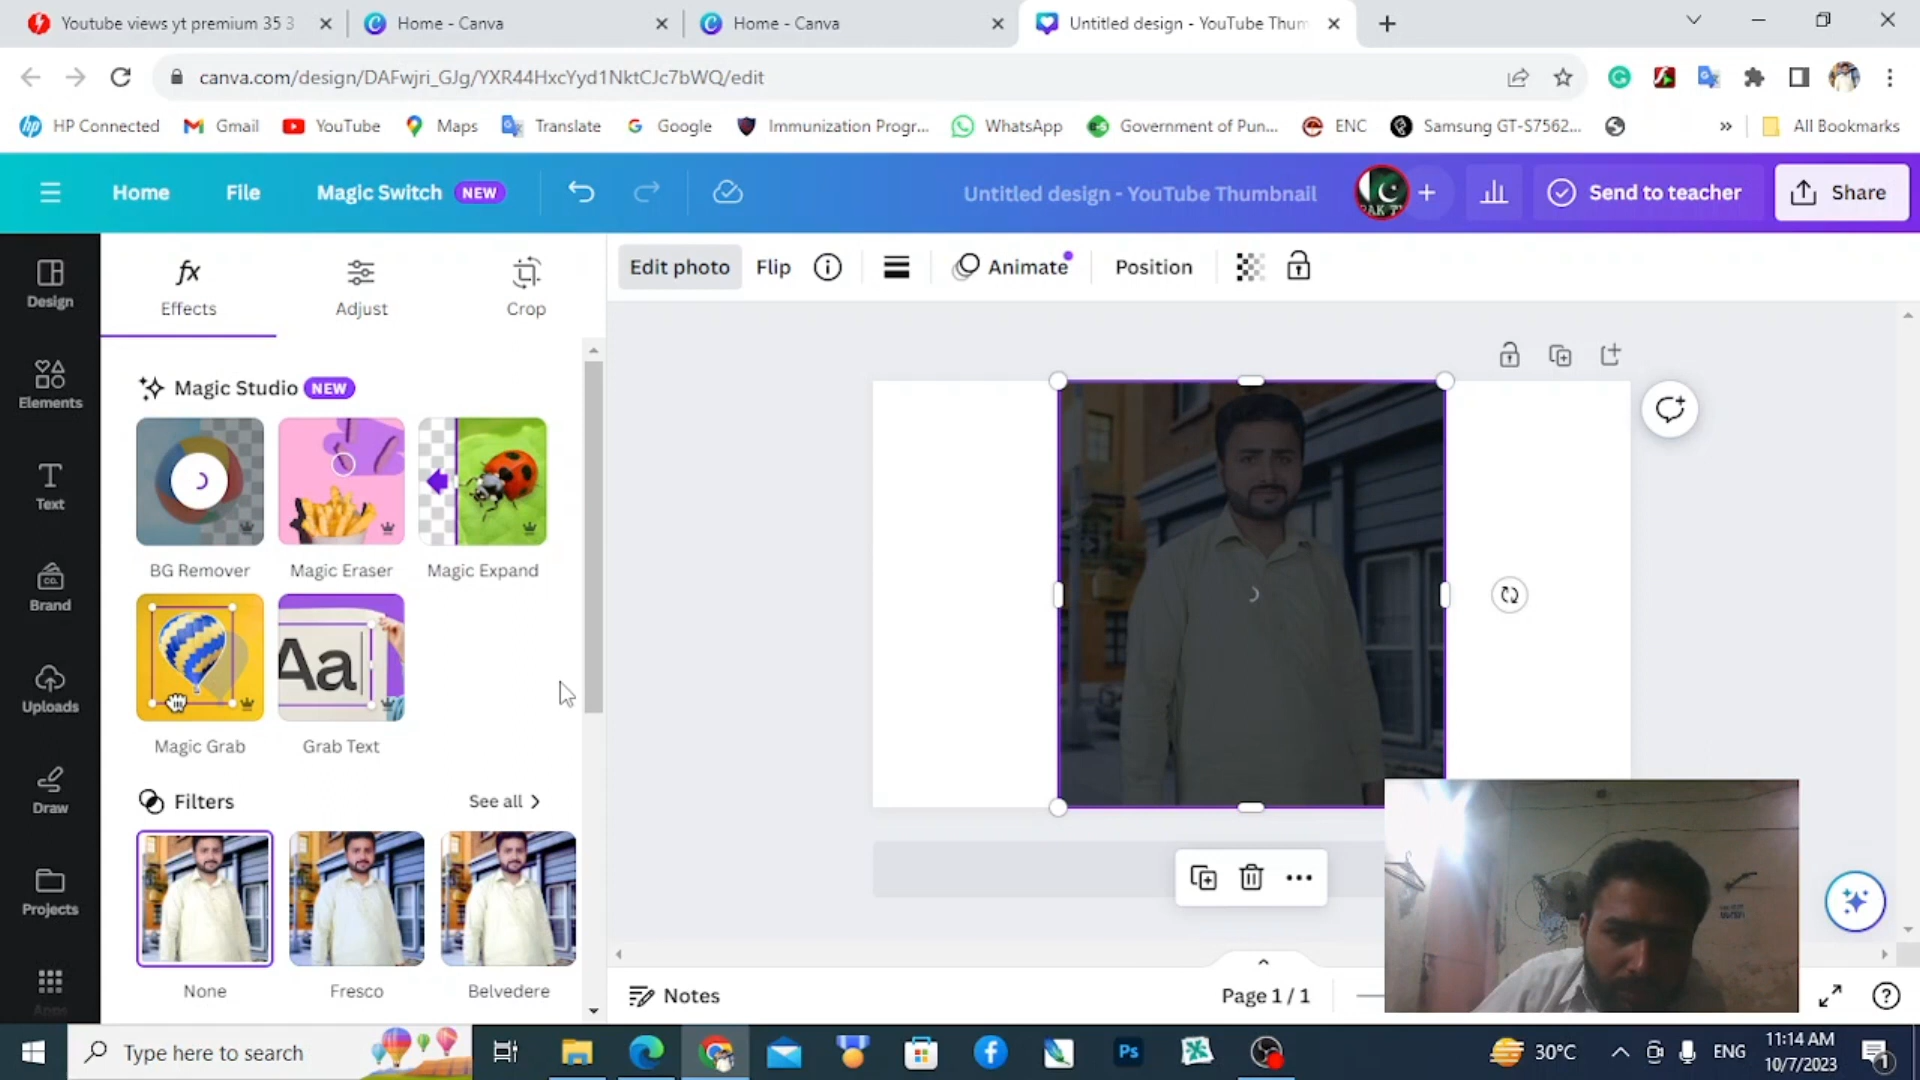 Youtube views yt premium 35 3
Home - Canva
Home - Canva
Untitled design - YouTube Thum
canva.com/design/DAFwjri_GJg/YXR44HxcYyd1NktCJc7bWQ/edit
HP Connected
Gmail
YouTube
Maps
Translate
Google
Immunization Progr...
WhatsApp
Government of Pun...
ENC
Samsung GT-S7562...
All Bookmarks
Home
File
Magic Switch NEW
Untitled design - YouTube Thumbnail
Send to teacher
Share
Design
Elements
Text
Brand
Uploads
Draw
Projects
Apps
Effects
Adjust
Crop
Edit photo
Flip
Animate
Position
Magic Studio NEW
BG Remover
Magic Eraser
Magic Expand
Aa
Magic Grab
Grab Text
Filters
See all
None
Fresco
Belvedere
Notes
Page 1 / 1
Type here to search
Ps
30°C
ENG
11:14 AM
10/7/2023
1